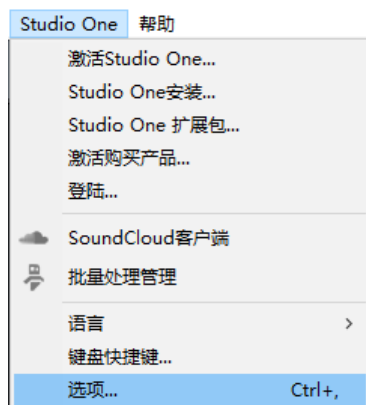 Studio One 帮助
激活Studio One...
Studio One安装...
Studio One 扩展包...
激活购买产品...
登陆...
SoundCloud客户端
批量处理管理
语言
键盘快捷键...
选项... Ctrl+,